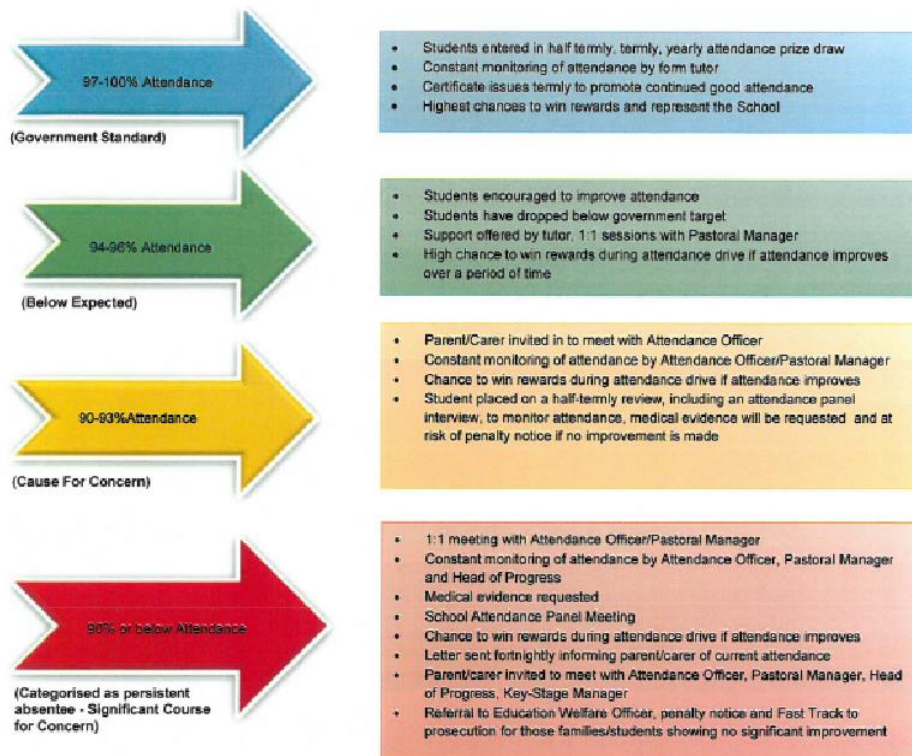 97-100% Attendance
(Government Standard)
• Students entered in half termly, termly, yearly attendance prize draw
• Constant monitoring of attendance by form tutor
• Certificate issues termly to promote continued good attendance
• Highest chances to win rewards and represent the School
94-96% Attendance
(Below Expected)
• Students encouraged to improve attendance
• Students have dropped below government target
• Support offered by tutor, 1:1 sessions with Pastoral Manager
• High chance to win rewards during attendance drive if attendance improves
over a period of time
90-93%Attendance
(Cause For Concern)
• Parent/Carer invited in to meet with Attendance Officer
• Constant monitoring of attendance by Attendance Officer/Pastoral Manager
• Chance to win rewards during attendance drive if attendance improves
• Student placed on a half-termly review, including an attendance panel
interview, to monitor attendance, medical evidence will be requested and at
risk of penalty notice if no improvement is made
90% or below Attendance
(Categorised as persistent
absentee - Significant Course
for Concern)
• 1:1 meeting with Attendance Officer/Pastoral Manager
• Constant monitoring of attendance by Attendance Officer, Pastoral Manager
and Head of Progress
• Medical evidence requested
• School Attendance Panel Meeting
• Chance to win rewards during attendance drive if attendance improves
• Letter sent fortnightly informing parent/carer of current attendance
• Parent/carer invited to meet with Attendance Officer, Pastoral Manager, Head
of Progress, Key-Stage Manager
• Referral to Education Welfare Officer, penalty notice and Fast Track to
prosecution for those families/students showing no significant improvement